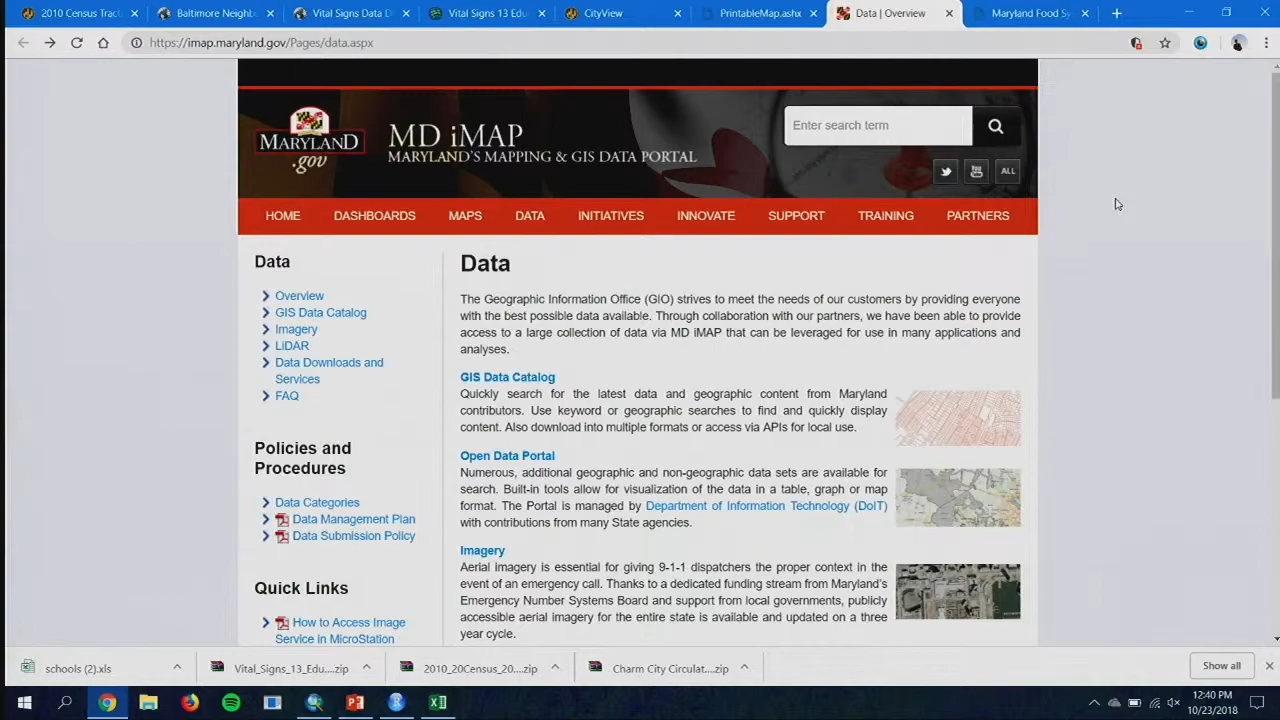 2010 Census Trac
Baltimore Neighb
Vital Signs Data D
Vital Signs 13 Edu
CityView
PrintableMap.ashx
Data | Overview
Maryland Food Sy
https://imap.maryland.gov/Pages/data.aspx
MARYLAND
.gov
MD iMAP
MARYLAND'S MAPPING & GIS DATA PORTAL
Enter search term
You Tube
ALL
HOME DASHBOARDS MAPS DATA INITIATIVES INNOVATE SUPPORT TRAINING PARTNERS
Data
Overview
GIS Data Catalog
Imagery
LiDAR
Data Downloads and
Services
FAQ
Policies and
Procedures
Data Categories
Data Management Plan
Data Submission Policy
Quick Links
How to Access Image
Service in MicroStation
Data
The Geographic Information Office (GIO) strives to meet the needs of our customers by providing everyone
with the best possible data available. Through collaboration with our partners, we have been able to provide
access to a large collection of data via MD iMAP that can be leveraged for use in many applications and
analyses.
GIS Data Catalog
Quickly search for the latest data and geographic content from Maryland
contributors. Use keyword or geographic searches to find and quickly display
content. Also download into multiple formats or access via APIs for local use.
Open Data Portal
Numerous, additional geographic and non-geographic data sets are available for
search. Built-in tools allow for visualization of the data in a table, graph or map
format. The Portal is managed by Department of Information Technology (DoIT)
with contributions from many State agencies.
Imagery
Aerial imagery is essential for giving 9-1-1 dispatchers the proper context in the
event of an emergency call. Thanks to a dedicated funding stream from Maryland's
Emergency Number Systems Board and support from local governments, publicly
accessible aerial imagery for the entire state is available and updated on a three
year cycle.
schools (2).xls
Vital_Signs_13_Edu....zip
2010_20Census_20....zip
Charm City Circulat....zip
Show all
12:40 PM
10/23/2018